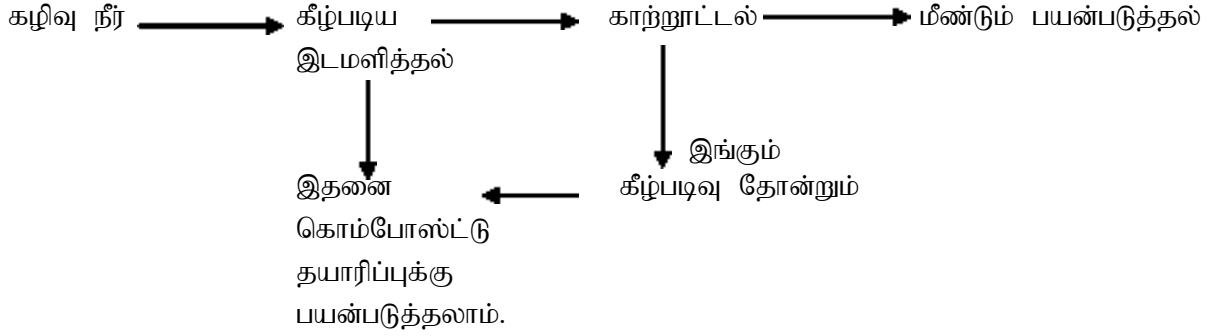 கழிவு நீர்
கீழ்படிய
இடமளித்தல்
காற்றூட்டல்
மீண்டும் பயன்படுத்தல்
இங்கும்
கீழ்படிவு தோன்றும்
இதனை
கொம்போஸ்ட்டு
தயாரிப்புக்கு
பயன்படுத்தலாம்.